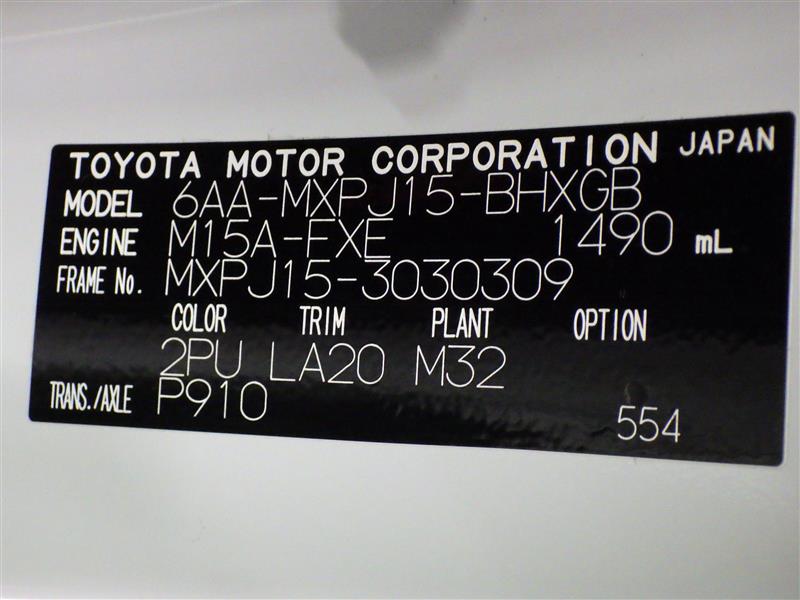 TOYOTA MOTOR CORPORATION JAPAN
MODEL 6AA-MXPJ15-BHXGB
ENGINE M15A-FXE 1490 mL
FRAME No. MXPJ15-3030309
COLOR TRIM PLANT OPTION
2PU LA20 M32
TRANS./AXLE P910 554